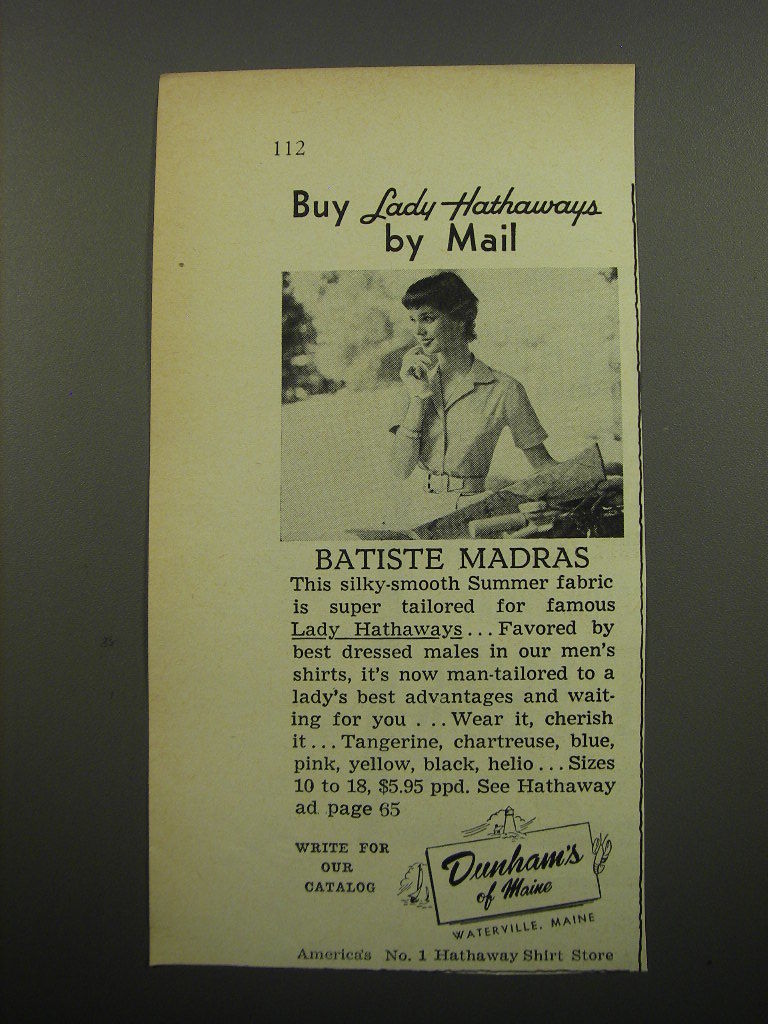 112
Buy Lady Hathaways
by Mail
BATISTE MADRAS
This silky-smooth Summer fabric
is super tailored for famous
Lady Hathaways... Favored by
best dressed males in our men's
shirts, it's now man-tailored to a
lady's best advantages and wait-
ing for you ... Wear it, cherish
it... Tangerine, chartreuse, blue,
pink, yellow, black, helio... Sizes
10 to 18, $5.95 ppd. See Hathaway
ad page 65
WRITE FOR
OUR
CATALOG
Dunham's
of Maine
WATERVILLE, MAINE
America's No. 1 Hathaway Shirt Store